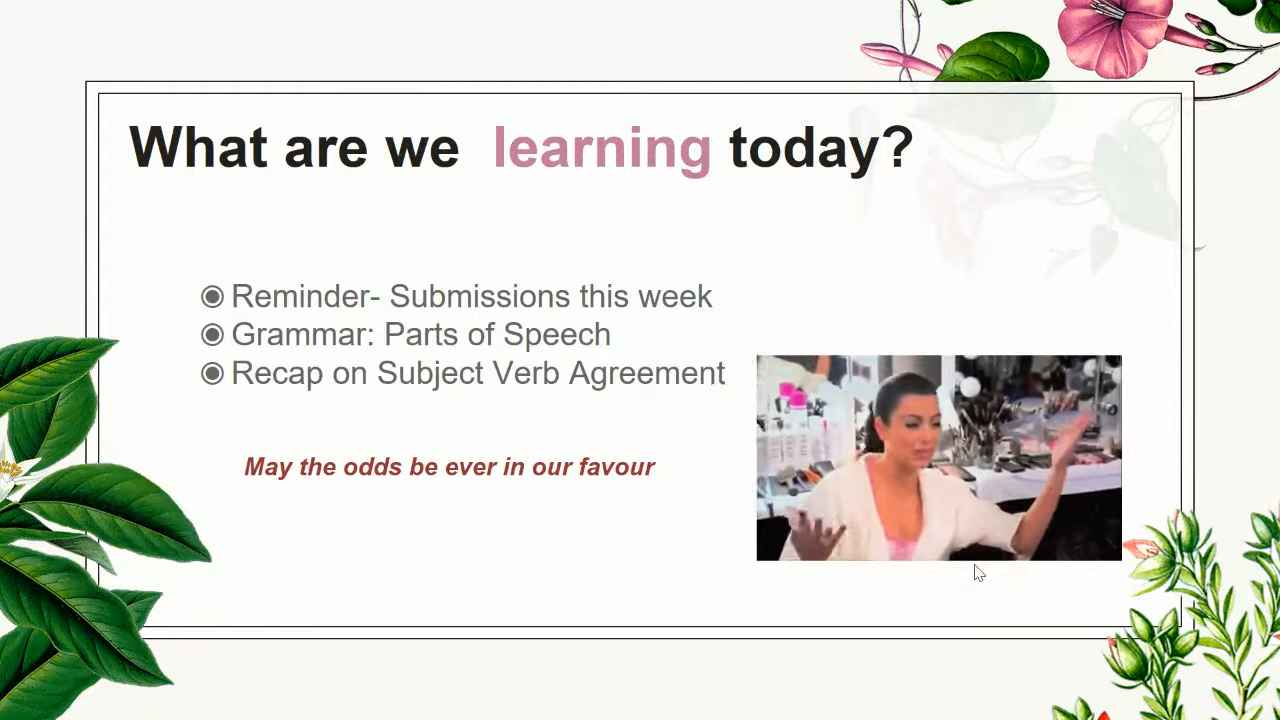 What are we learning today?
Reminder- Submissions this week
Grammar: Parts of Speech
Recap on Subject Verb Agreement
May the odds be ever in our favour